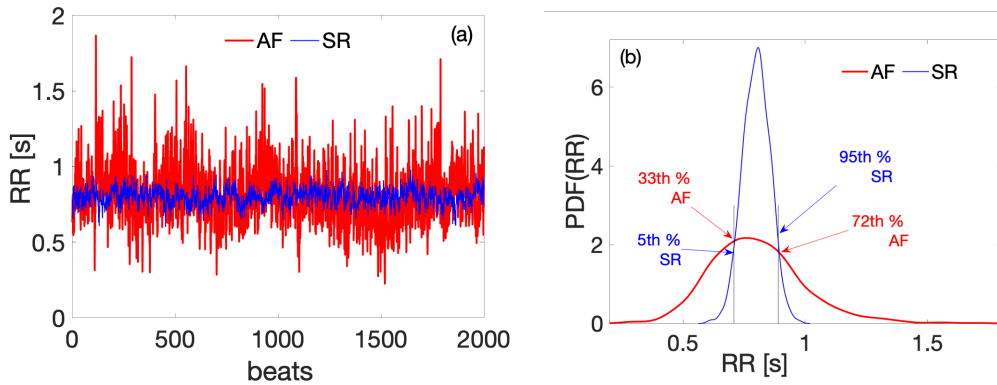 (a)
AF SR
RR [s]
2
1.5
1
0.5
0
0 500 1000 1500 2000
beats
(b)
AF SR
PDF(RR)
6
4
2
0
95th %
SR
33th %
AF
72th %
AF
5th %
SR
0.5 1 1.5
RR [s]